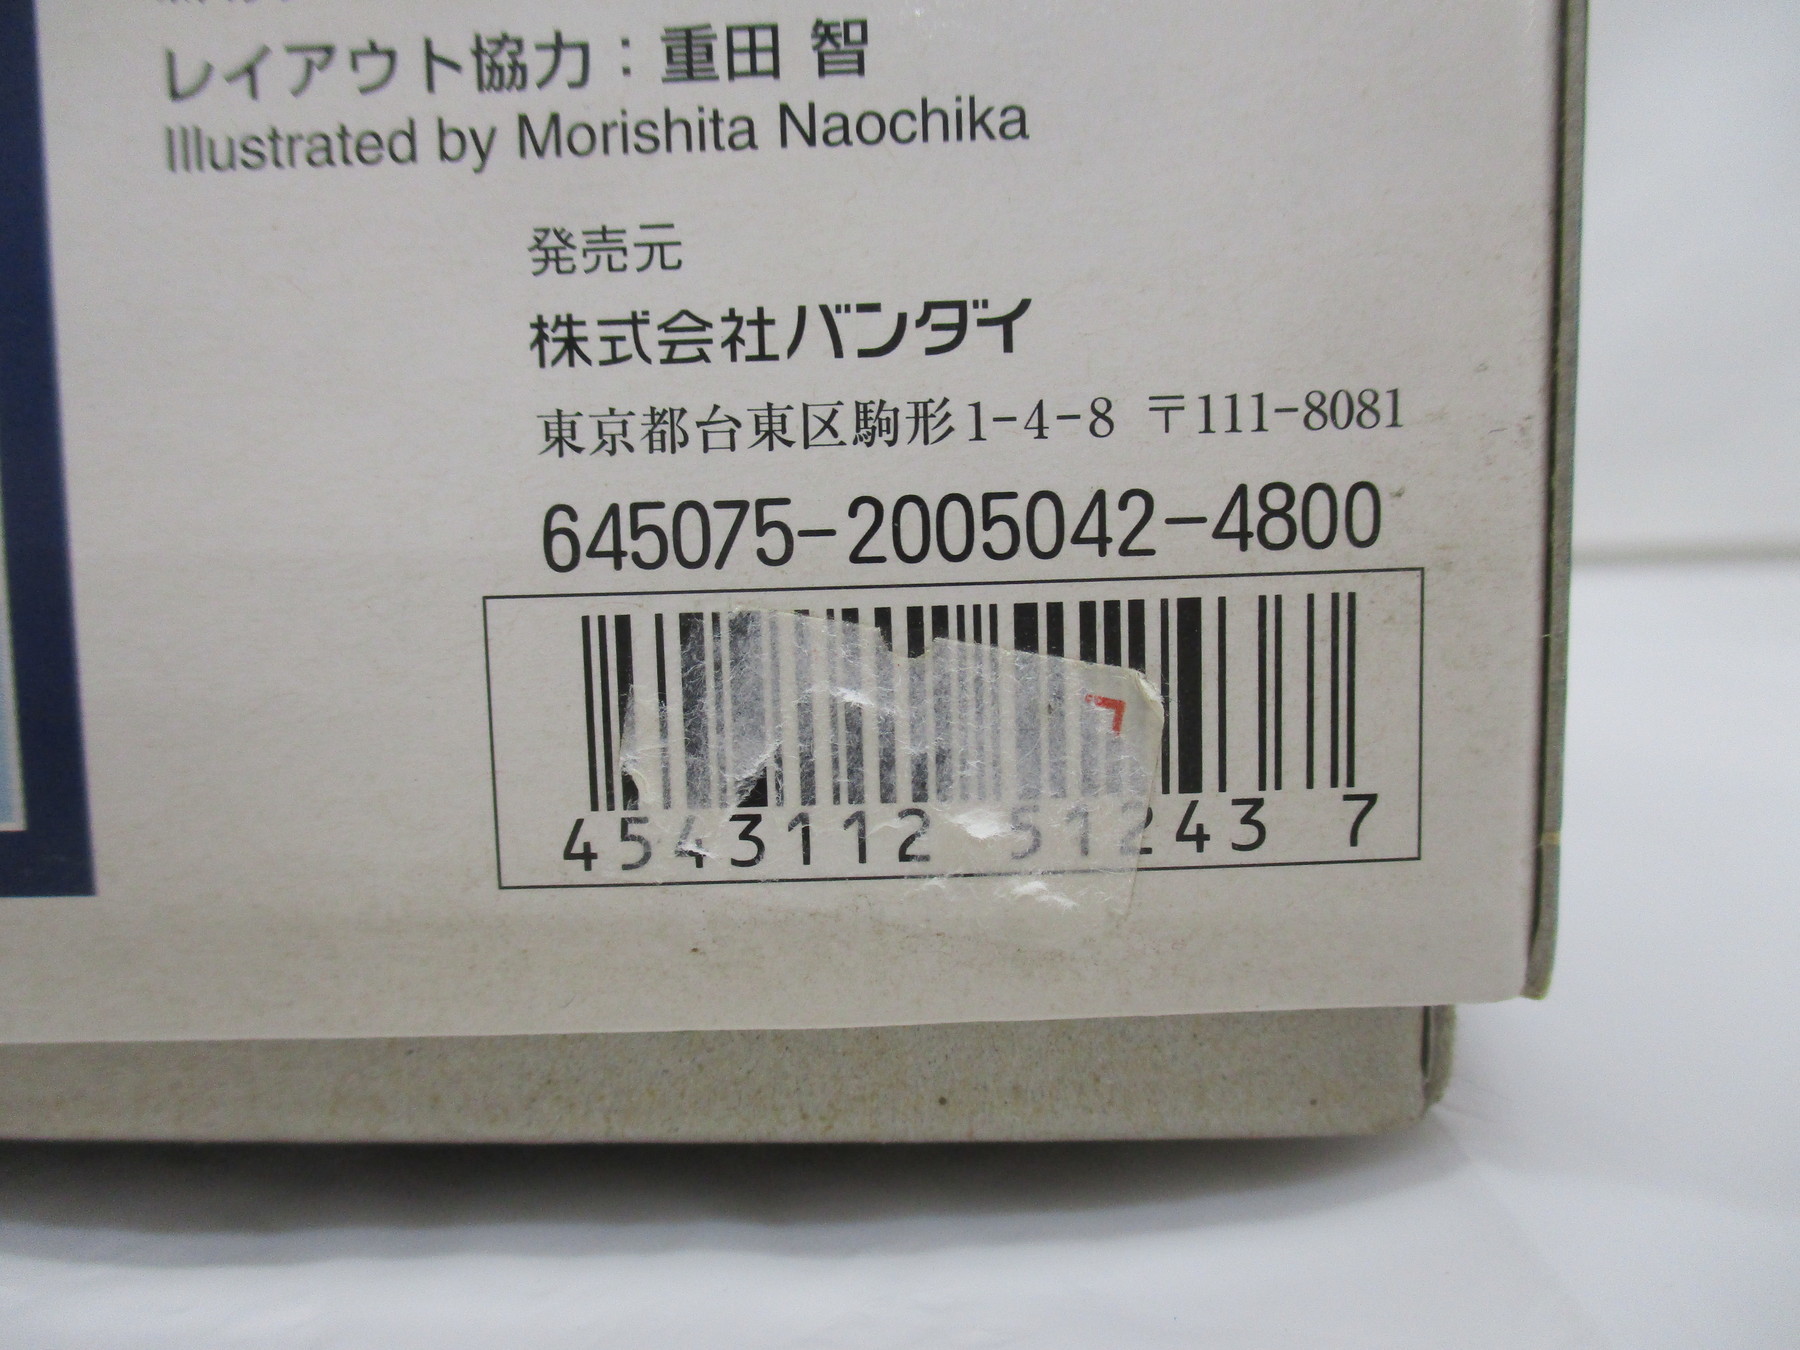 レイアウト協力：重田 智
Illustrated by Morishita Naochika
発売元
株式会社バンダイ
東京都台東区駒形1-4-8 〒111-8081
645075-2005042-4800
4543112 512437